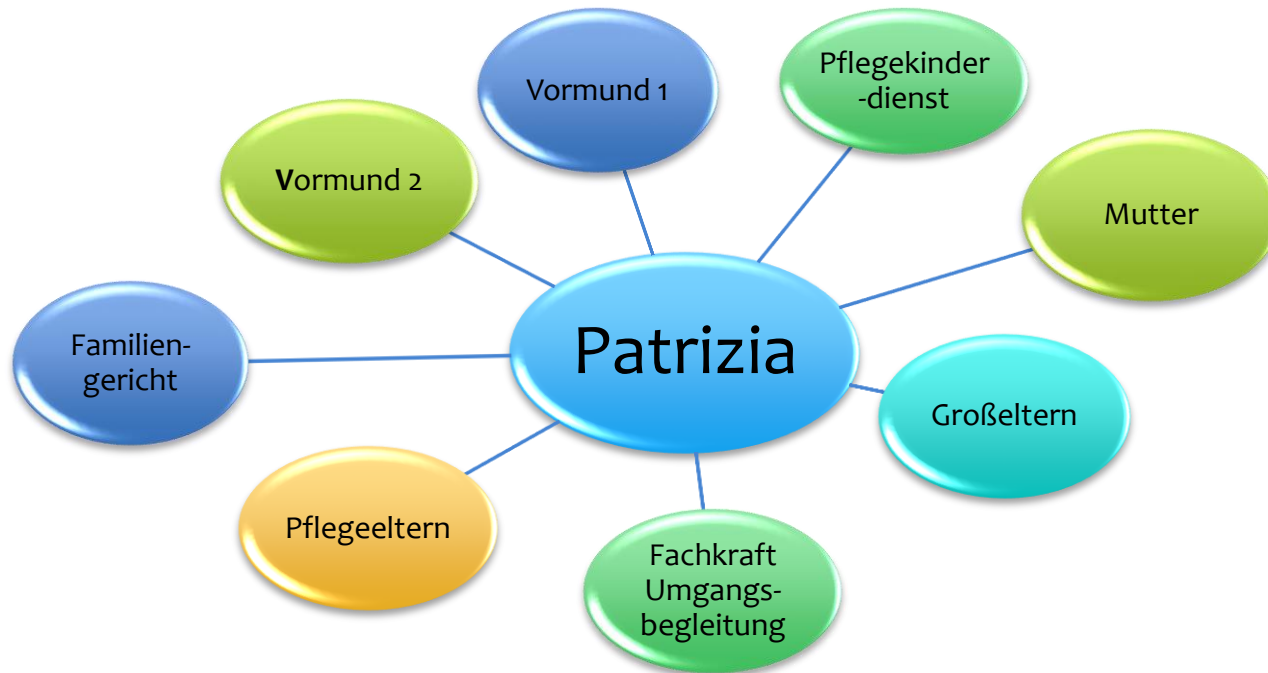 Vormund 1
Pflegekinder
-dienst
Vormund 2
Mutter
Patrizia
Familien-
gericht
Großeltern
Pflegeeltern
Fachkraft
Umgangs-
begleitung